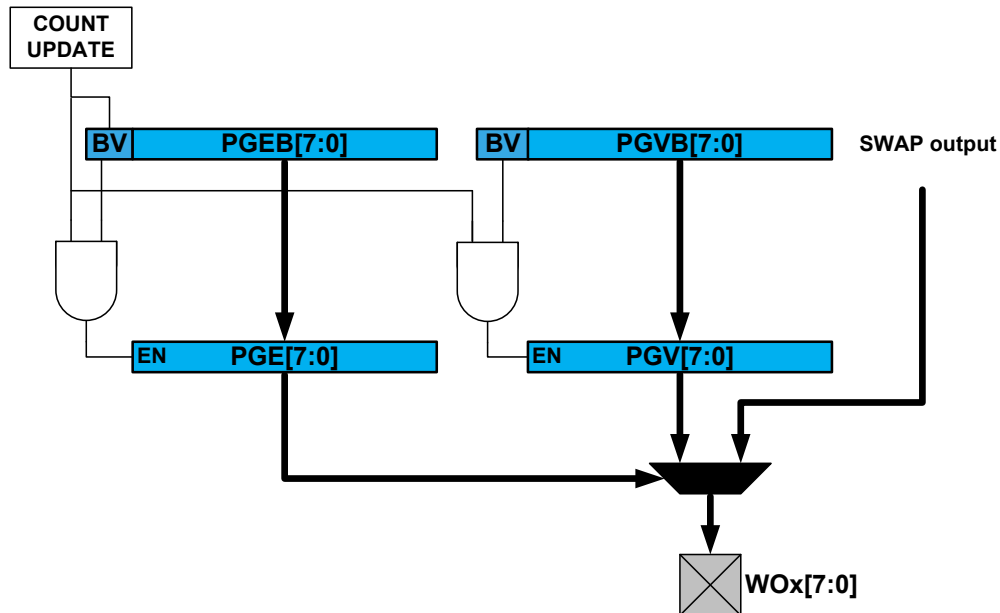 COUNT
UPDATE
BV PGEB[7:0]
BV PGVB[7:0]
SWAP output
EN PGE[7:0]
EN PGV[7:0]
WOx[7:0]